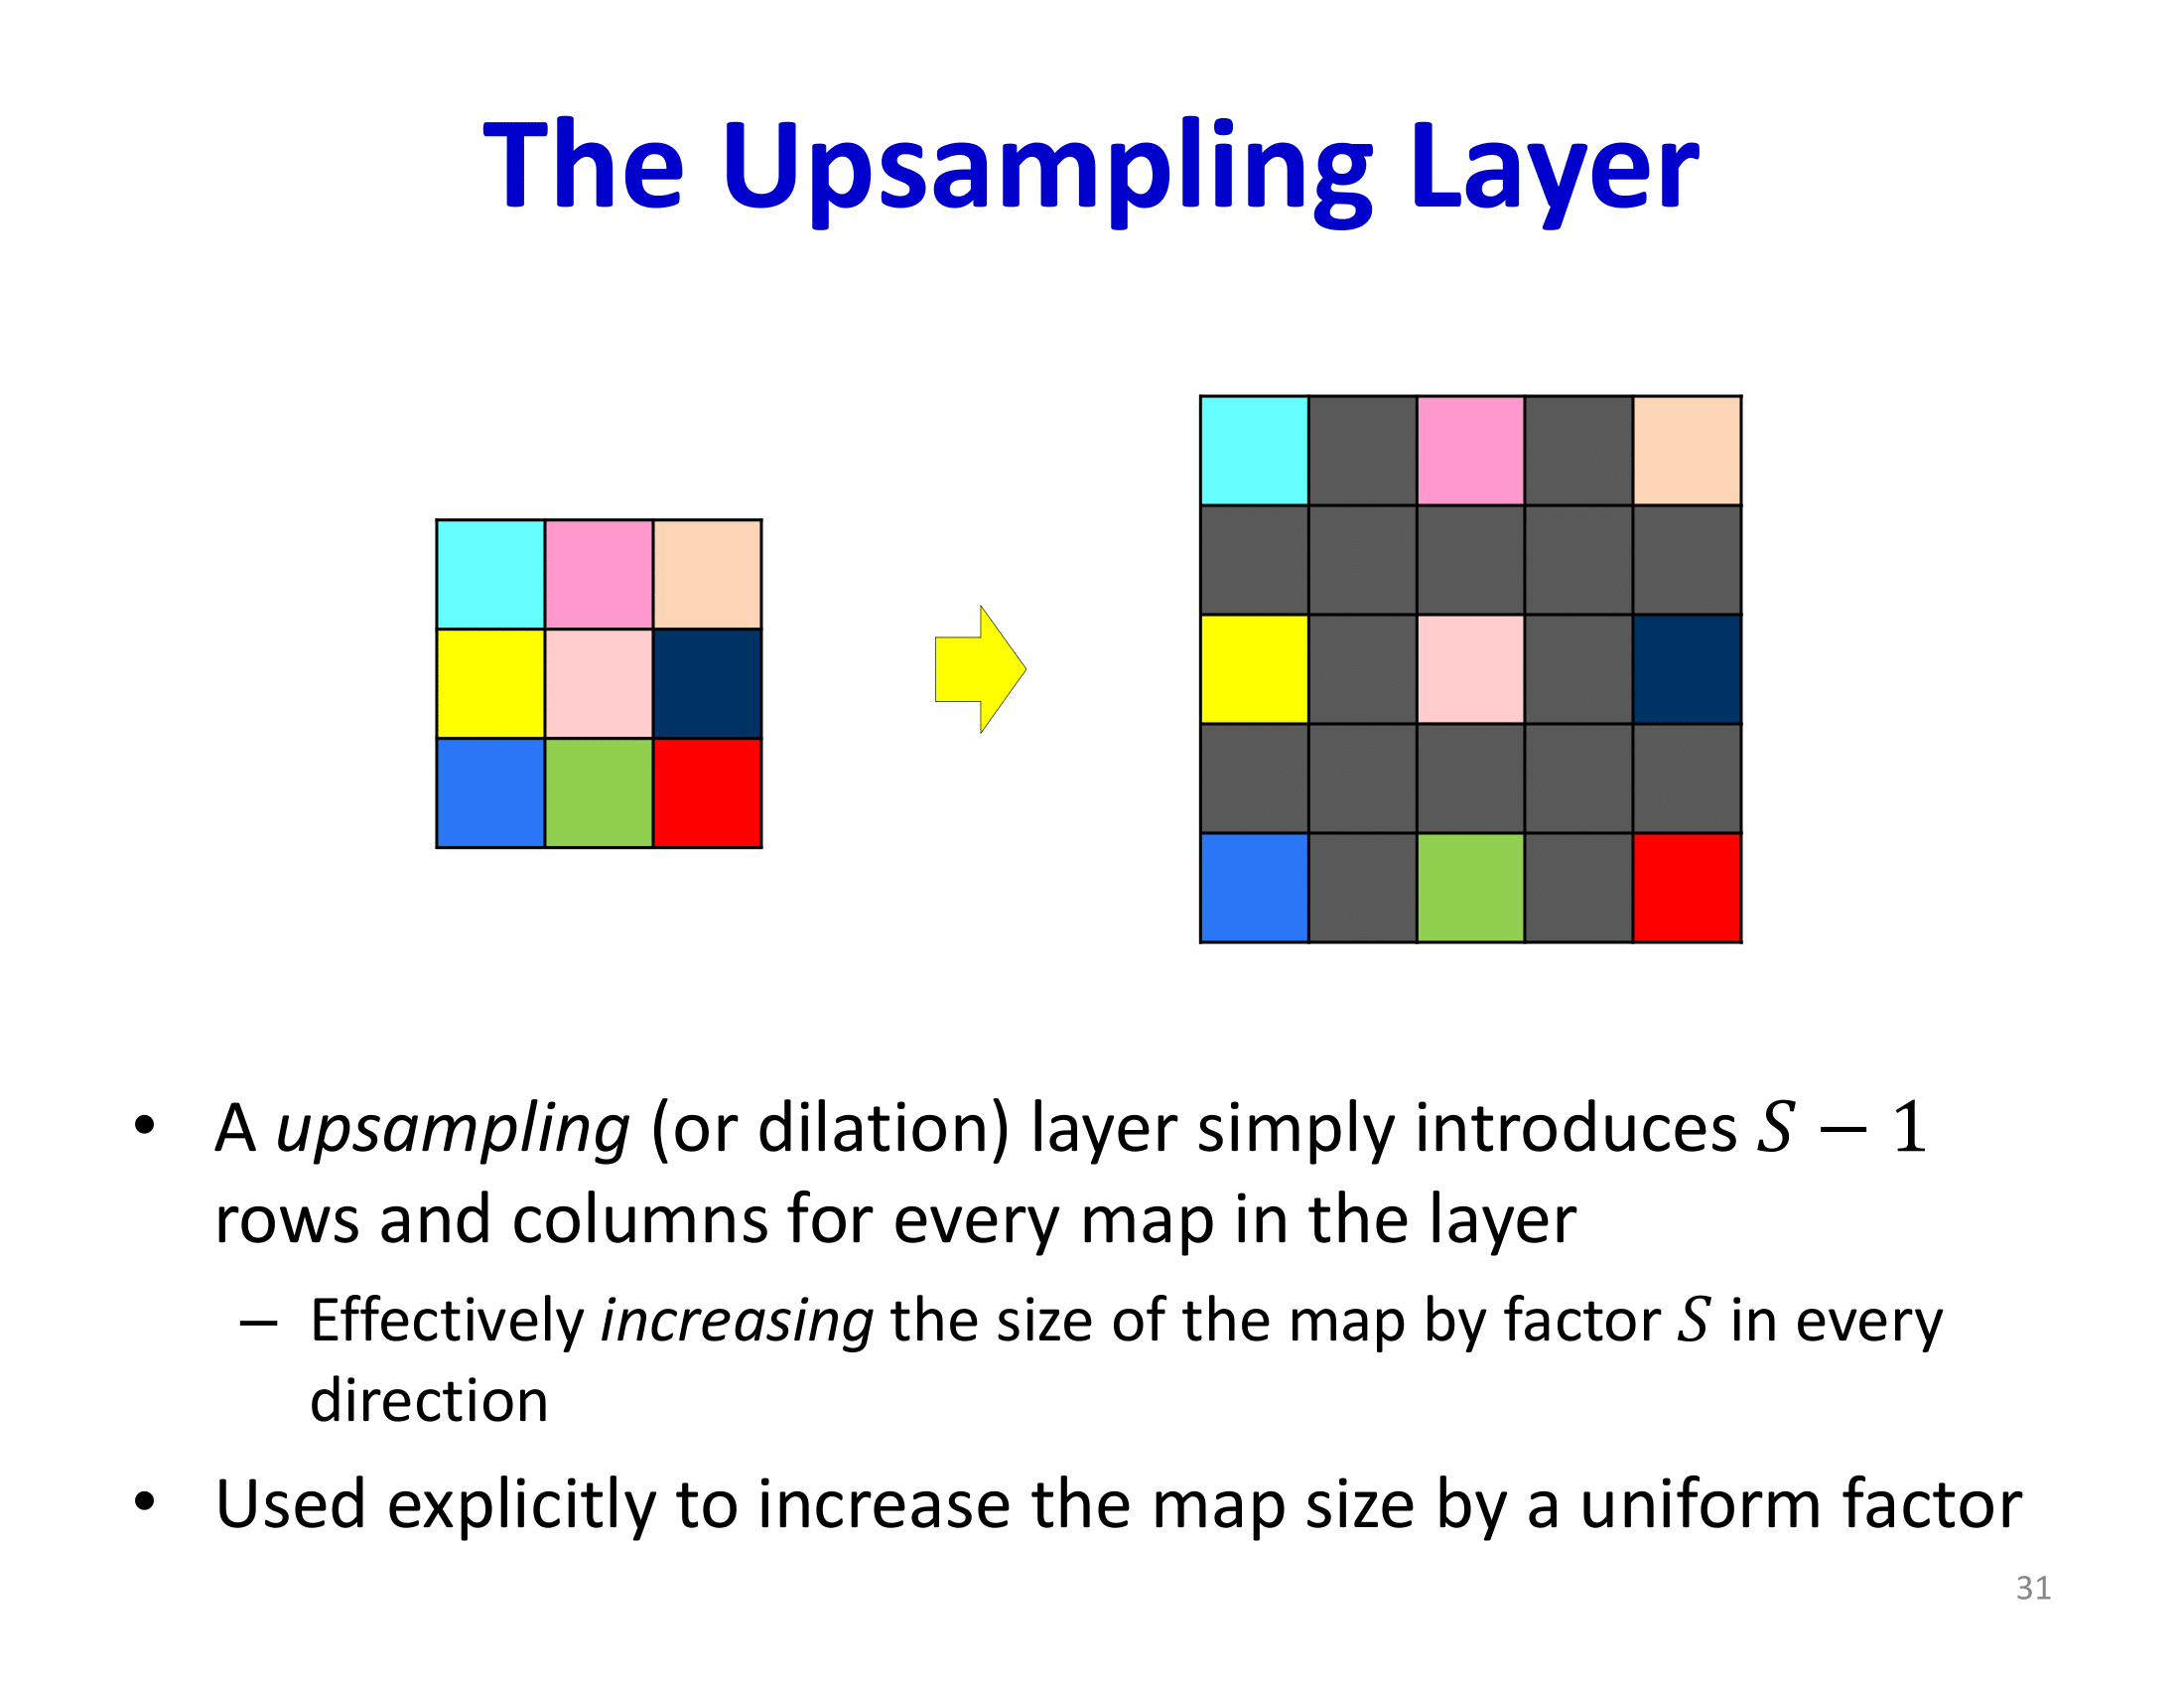 The Upsampling Layer
• A upsampling (or dilation) layer simply introduces S − 1
rows and columns for every map in the layer
– Effectively increasing the size of the map by factor S in every
direction
• Used explicitly to increase the map size by a uniform factor
31